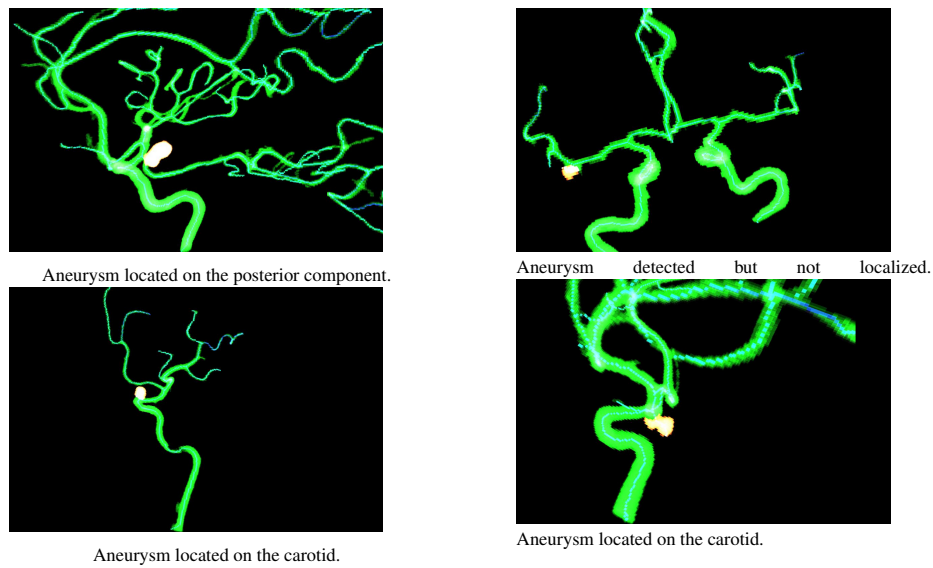 Aneurysm located on the posterior component.
Aneurysm detected but not localized.
Aneurysm located on the carotid.
Aneurysm located on the carotid.